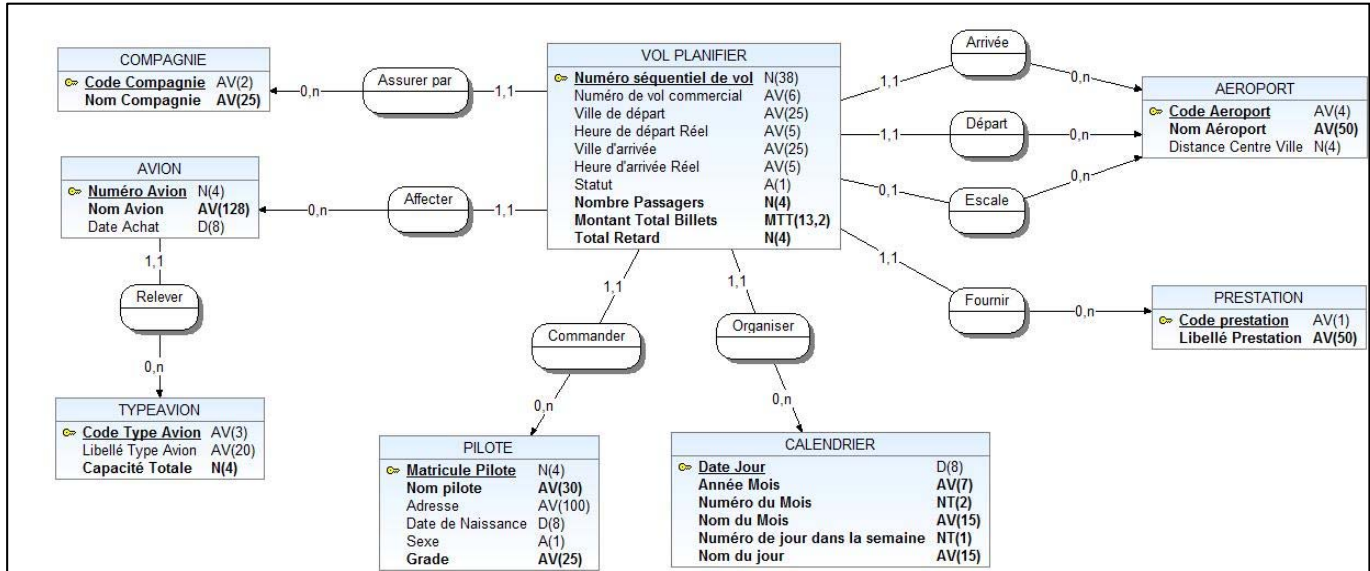 COMPAGNIE
Code Compagnie AV(2)
Nom Compagnie AV(25)
0,n
Assurer par
1,1
AVION
Numéro Avion N(4)
Nom Avion AV(128)
Date Achat D(8)
0,n
Affecter
1,1
1,1
Relever
0,n
TYPEAVION
Code Type Avion AV(3)
Libellé Type Avion AV(20)
Capacité Totale N(4)
VOL PLANIFIER
Numéro séquentiel de vol N(38)
Numéro de vol commercial AV(6)
Ville de départ AV(25)
Heure de départ Réel AV(5)
Ville d'arrivée AV(25)
Heure d'arrivée Réel AV(5)
Statut A(1)
Nombre Passagers N(4)
Montant Total Billets MTT(13,2)
Total Retard N(4)
1,1
Commander
0,n
PILOTE
Matricule Pilote N(4)
Nom pilote AV(30)
Adresse AV(100)
Date de Naissance D(8)
Sexe A(1)
Grade AV(25)
1,1
Organiser
0,n
CALENDRIER
Date Jour D(8)
Année Mois AV(7)
Numéro du Mois NT(2)
Nom du Mois AV(15)
Numéro de jour dans la semaine NT(1)
Nom du jour AV(15)
1,1
Arrivée
0,n
1,1
Départ
0,n
0,1
Escale
0,n
AEROPORT
Code Aeroport AV(4)
Nom Aéroport AV(50)
Distance Centre Ville N(4)
1,1
Fournir
0,n
PRESTATION
Code prestation AV(1)
Libellé Prestation AV(50)